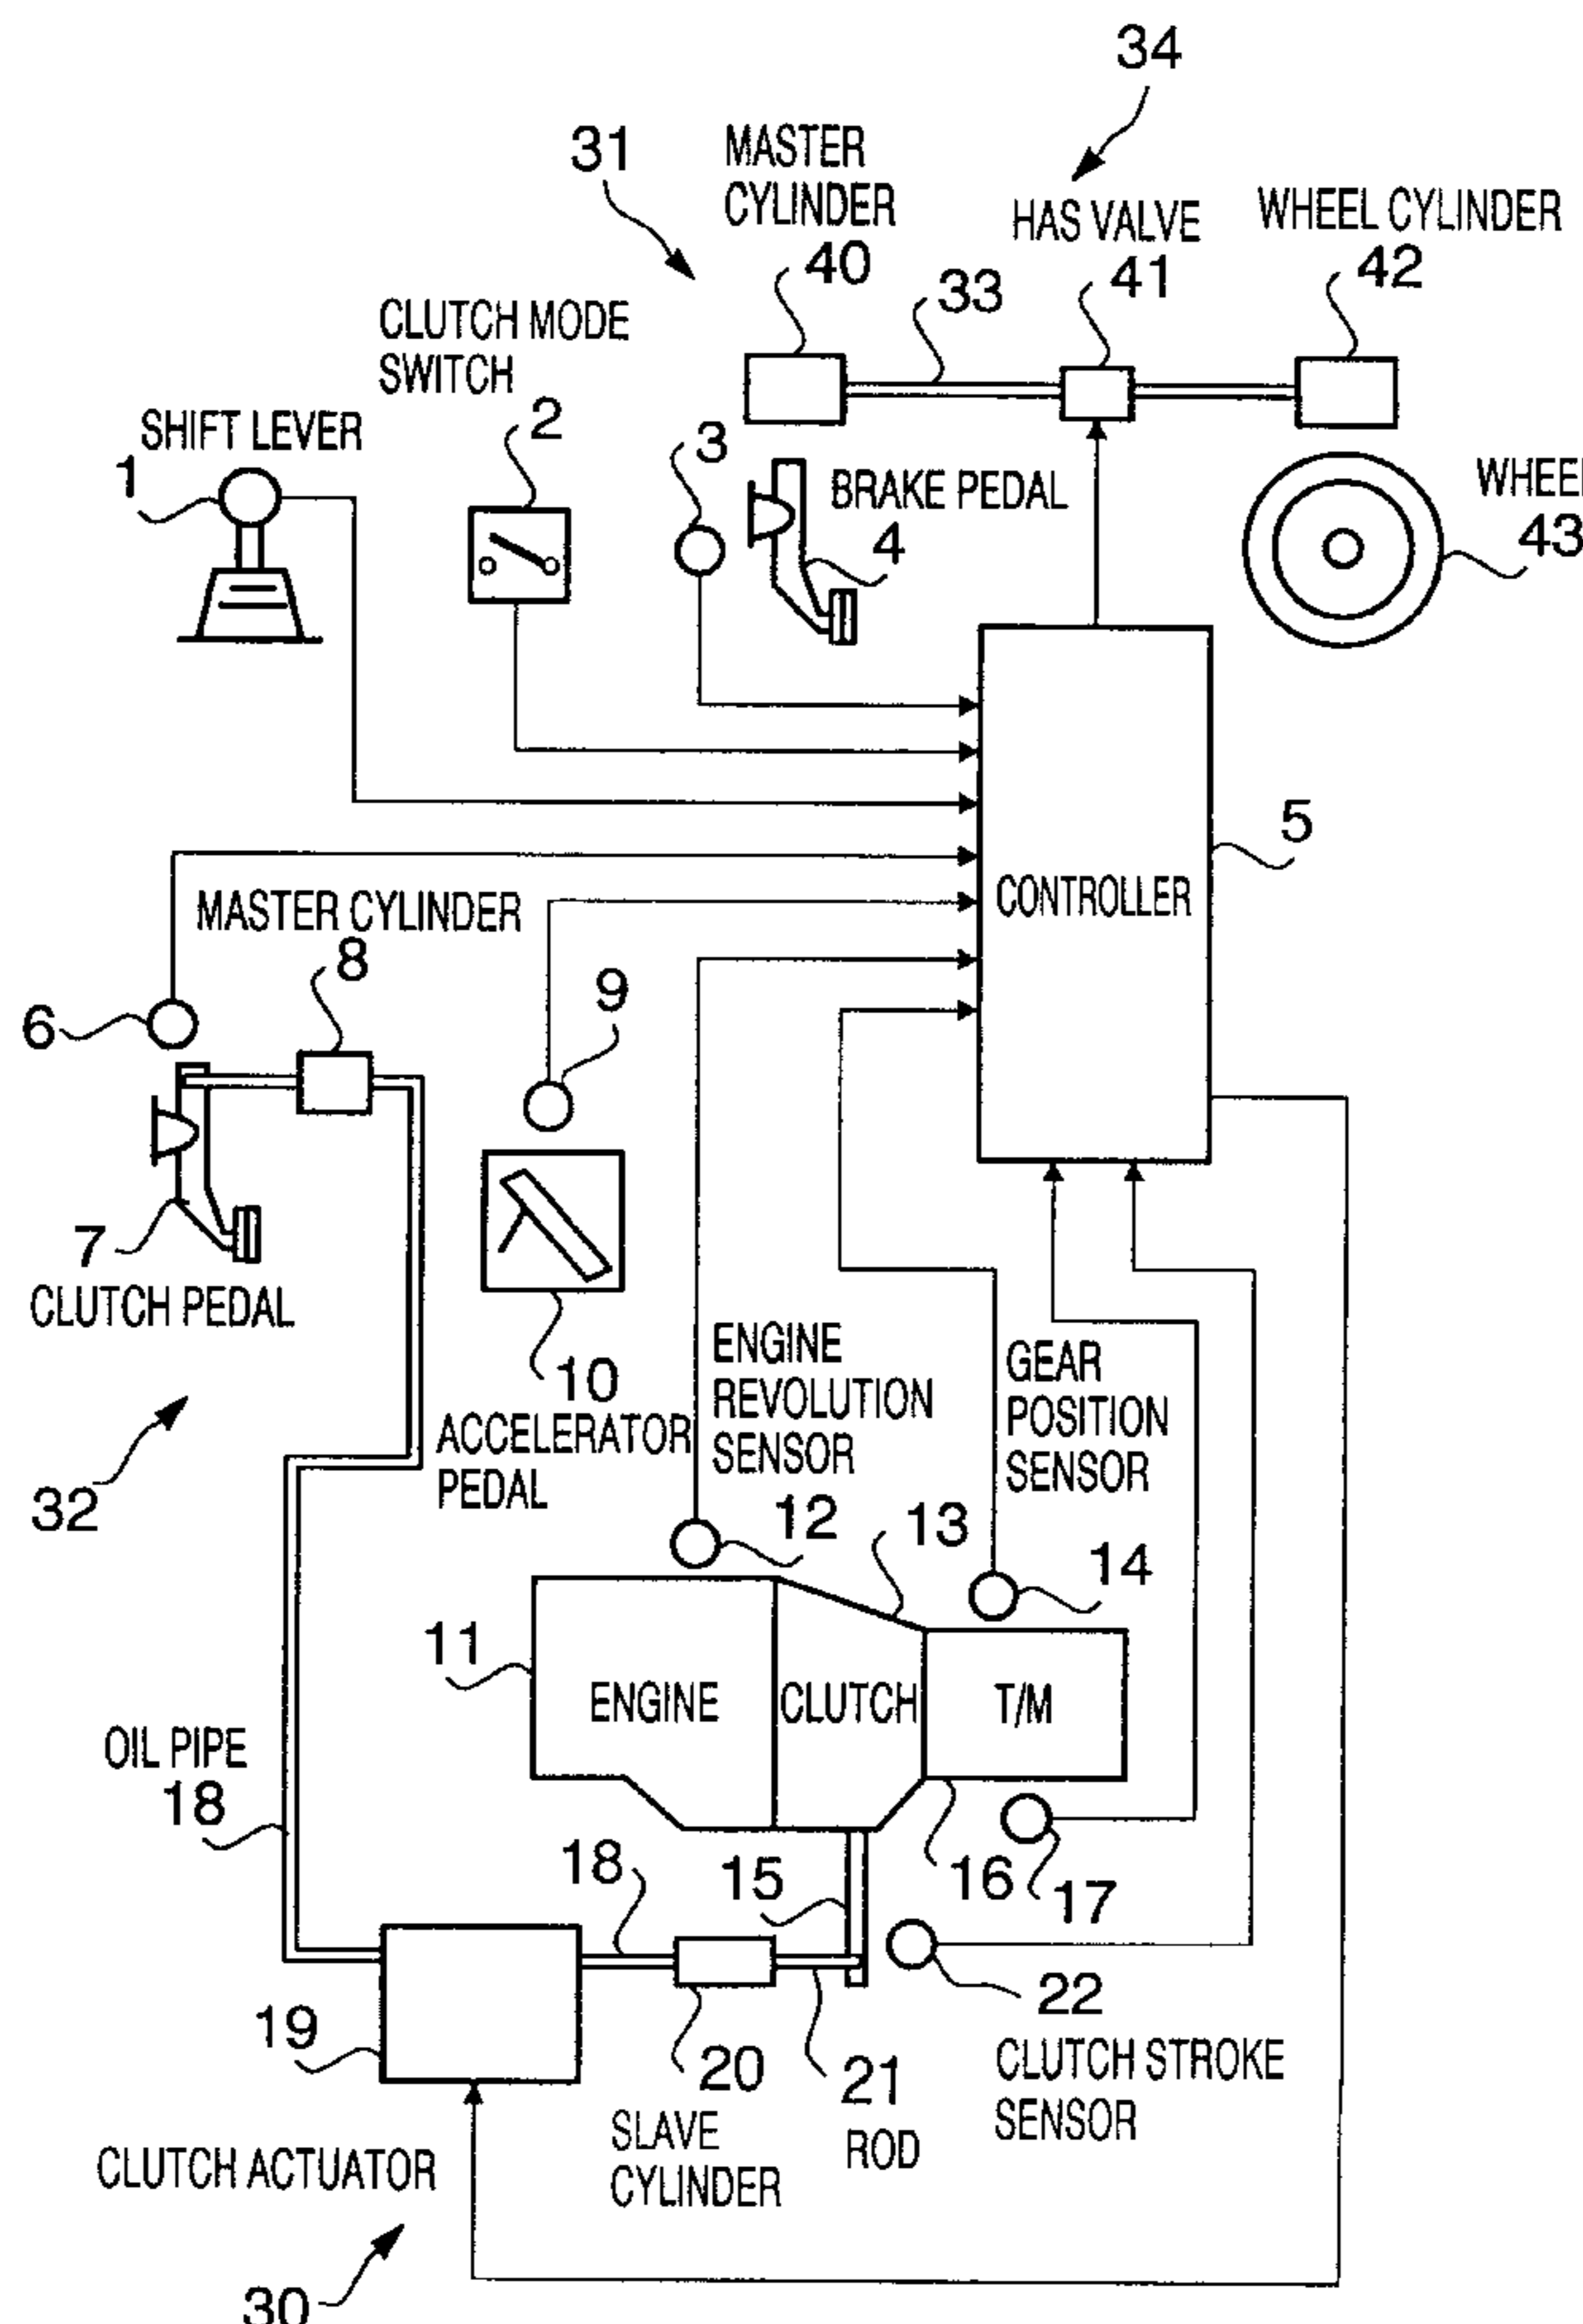 34
31
MASTER
CYLINDER
40
HAS VALVE
41
WHEEL CYLINDER
42
33
CLUTCH MODE
SWITCH
2
SHIFT LEVER
1
3
BRAKE PEDAL
4
WHEEL
43
5
CONTROLLER
MASTER CYLINDER
8
6
9
7
CLUTCH PEDAL
10
ACCELERATOR
PEDAL
ENGINE
REVOLUTION
SENSOR
12
GEAR
POSITION
SENSOR
14
32
13
11
ENGINE
CLUTCH
T/M
OIL PIPE
18
18
15
16
17
19
20
SLAVE
CYLINDER
21
ROD
22
CLUTCH STROKE
SENSOR
CLUTCH ACTUATOR
30